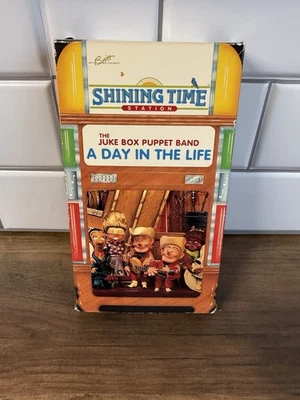 SHINING TIME
STATION
THE
JUKE BOX PUPPET BAND
A DAY IN THE LIFE